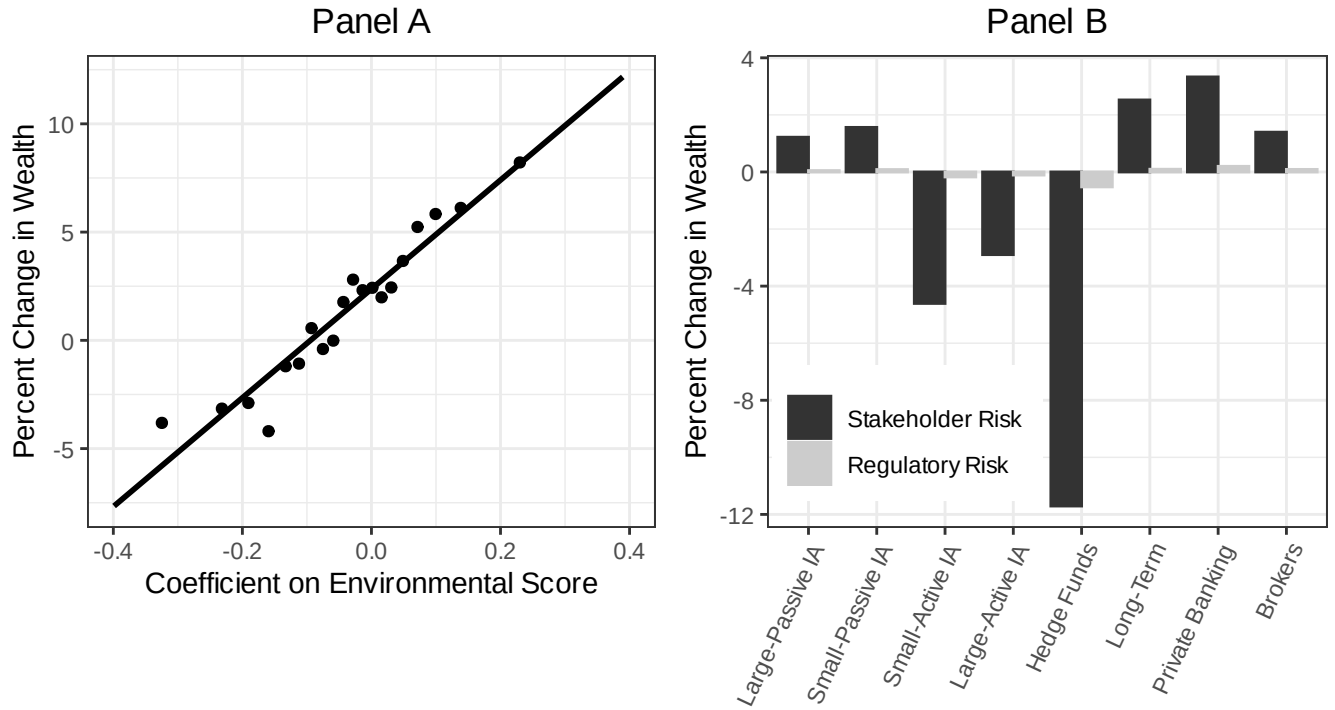 Panel A
Percent Change in Wealth
10
5
0
-5
-0.4 -0.2 0.0 0.2 0.4
Coefficient on Environmental Score
Panel B
Percent Change in Wealth
4
0
-4
-8
-12
Stakeholder Risk
Regulatory Risk
Large-Passive IA
Small-Passive IA
Small-Active IA
Large-Active IA
Hedge Funds
Long-Term
Private Banking
Brokers